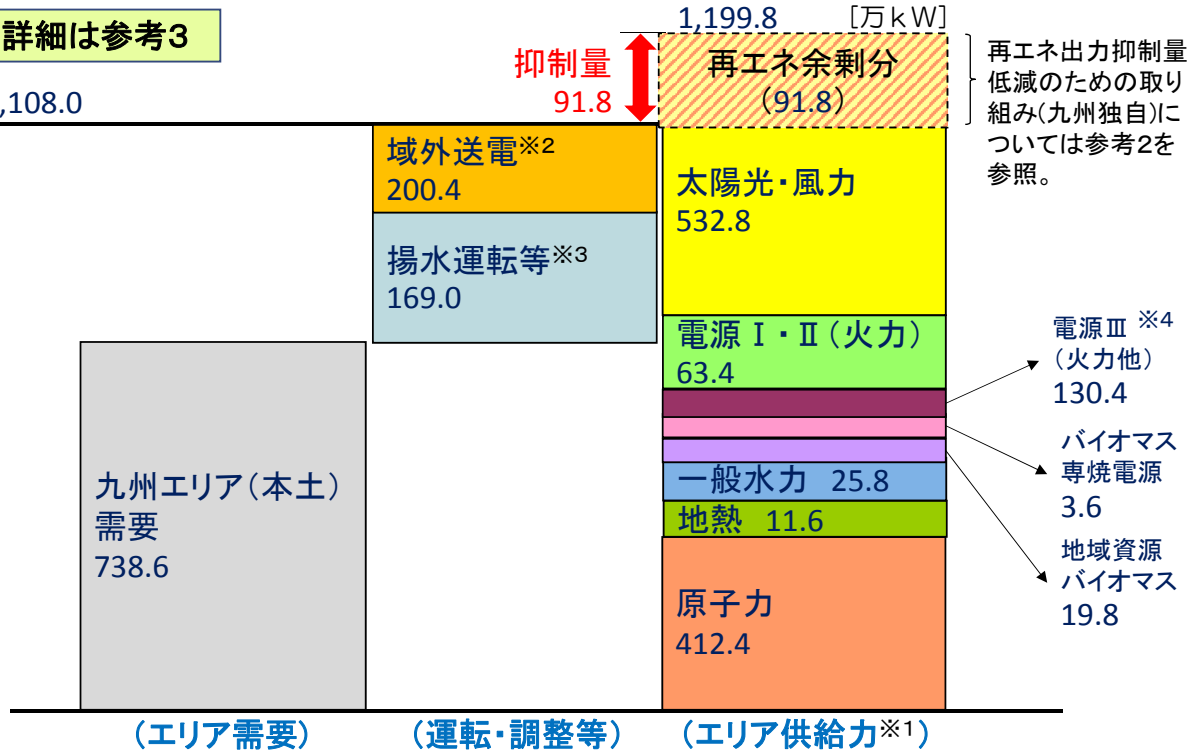 詳細は参考3
,108.0
1,199.8 [万kW]
抑制量
91.8
再エネ余剰分
(91.8)
再エネ出力抑制量
低減のための取り
組み(九州独自)に
ついては参考2を
参照。
域外送電※2
200.4
揚水運転等※3
169.0
太陽光・風力
532.8
電源Ⅰ・Ⅱ(火力)
63.4
電源Ⅲ ※4
(火力他)
130.4
バイオマス
専焼電源
3.6
地域資源
バイオマス
19.8
一般水力 25.8
地熱 11.6
原子力
412.4
九州エリア(本土)
需要
738.6
(エリア需要)
(運転・調整等)
(エリア供給力※1)